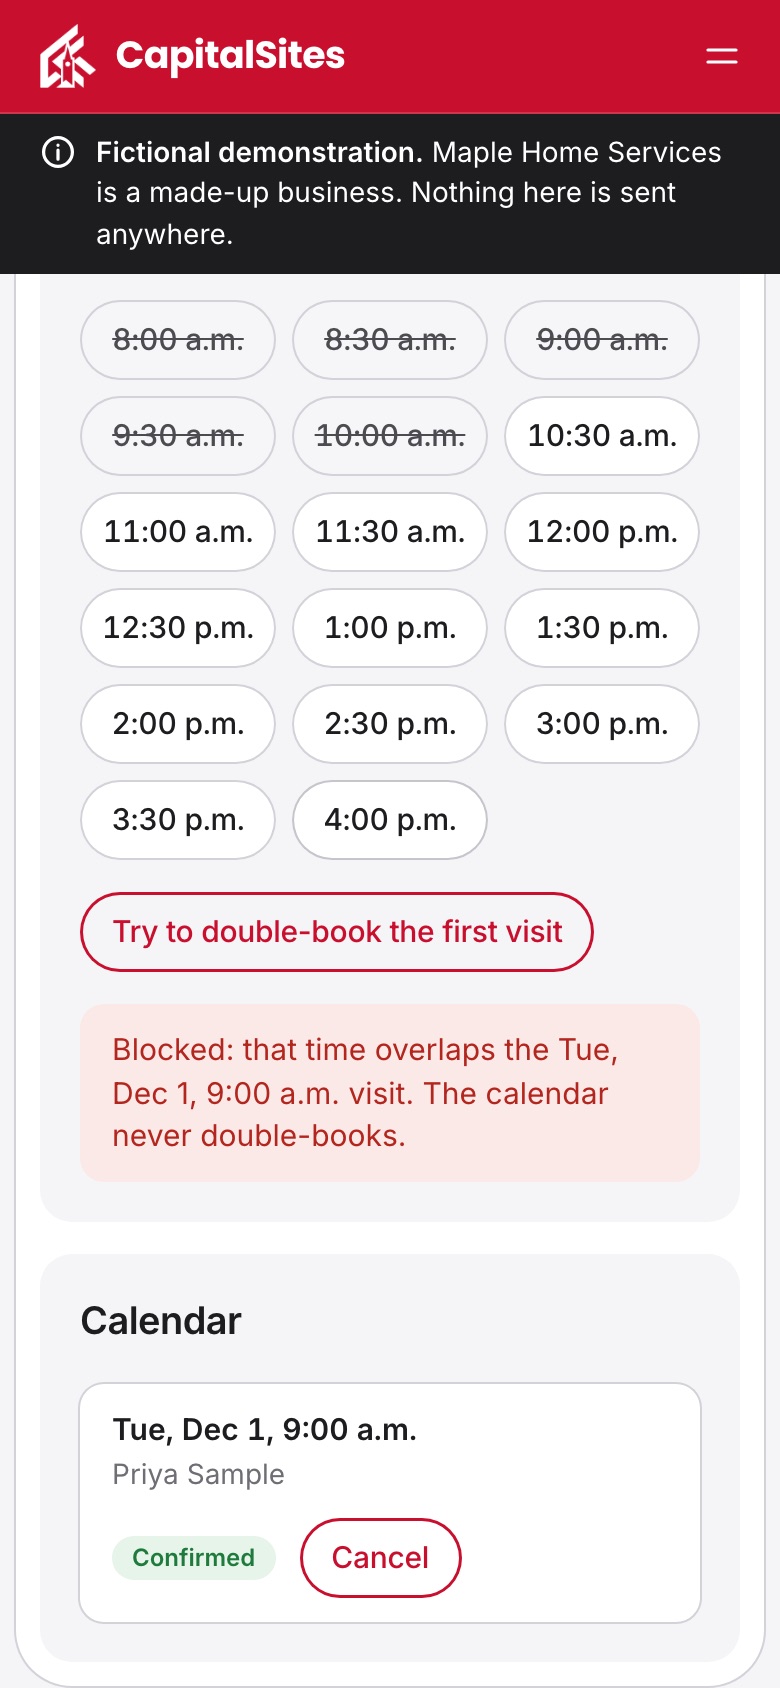 CapitalSites
Fictional demonstration. Maple Home Services
is a made-up business. Nothing here is sent
anywhere.
8:00 a.m. 8:30 a.m. 9:00 a.m.
9:30 a.m. 10:00 a.m. 10:30 a.m.
11:00 a.m. 11:30 a.m. 12:00 p.m.
12:30 p.m. 1:00 p.m. 1:30 p.m.
2:00 p.m. 2:30 p.m. 3:00 p.m.
3:30 p.m. 4:00 p.m.
Try to double-book the first visit
Blocked: that time overlaps the Tue,
Dec 1, 9:00 a.m. visit. The calendar
never double-books.
Calendar
Tue, Dec 1, 9:00 a.m.
Priya Sample
Confirmed Cancel